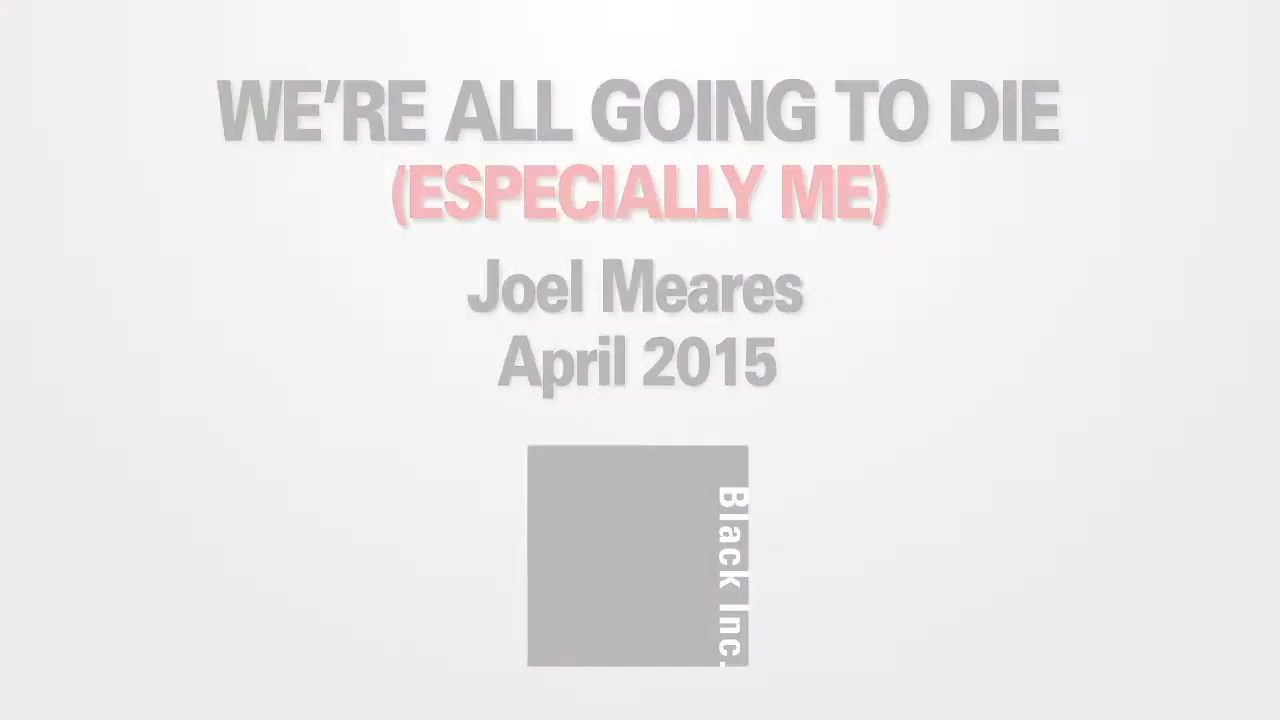 WE’RE ALL GOING TO DIE
(ESPECIALLY ME)
Joel Meares
April 2015
Black Inc.